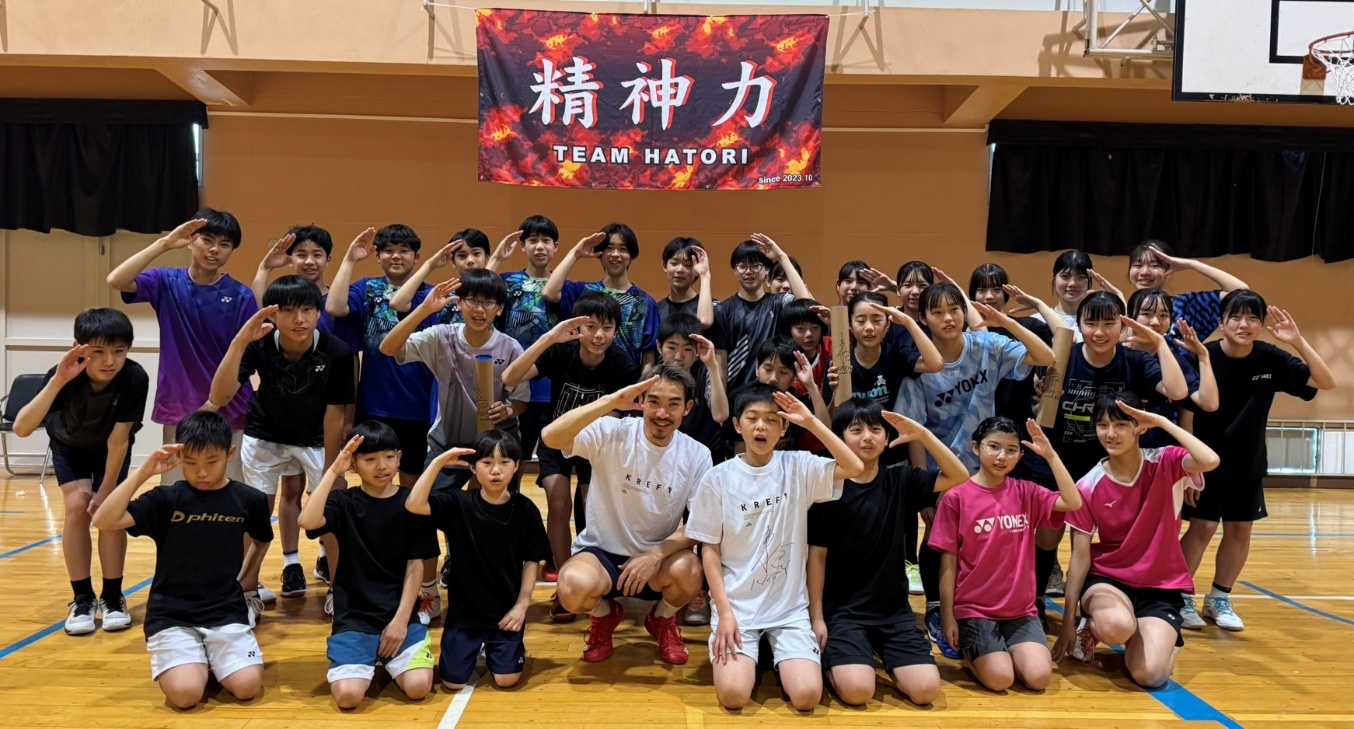 精神力
TEAM HATORI
since 2023.10
phiten
KREFY
KREFY
YONEX
YONEX